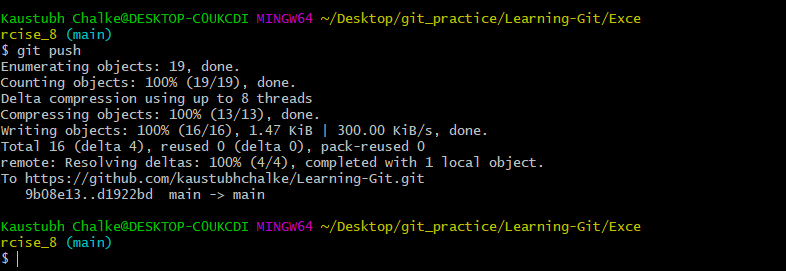 Kaustubh Chalke@DESKTOP-C0UKCDI MINGW64 ~/Desktop/git_practice/Learning-Git/Exce
rcise_8 (main)
$ git push
Enumerating objects: 19, done.
Counting objects: 100% (19/19), done.
Delta compression using up to 8 threads
Compressing objects: 100% (13/13), done.
Writing objects: 100% (16/16), 1.47 KiB | 300.00 KiB/s, done.
Total 16 (delta 4), reused 0 (delta 0), pack-reused 0
remote: Resolving deltas: 100% (4/4), completed with 1 local object.
To https://github.com/kaustubhchalke/Learning-Git.git
   9b08e13..d1922bd  main -> main
Kaustubh Chalke@DESKTOP-C0UKCDI MINGW64 ~/Desktop/git_practice/Learning-Git/Exce
rcise_8 (main)
$